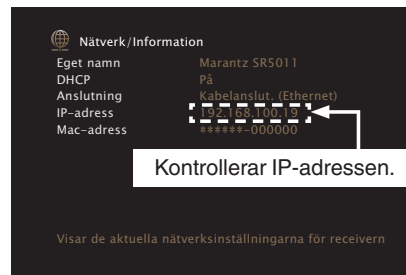 Nätverk/Information
Eget namn Marantz SR5011
DHCP På
Anslutning Kabelanslut. (Ethernet)
IP-adress 192.168.100.19
Mac-adress ******-000000
Kontrollerar IP-adressen.
Visar de aktuella nätverksinställningarna för receivern